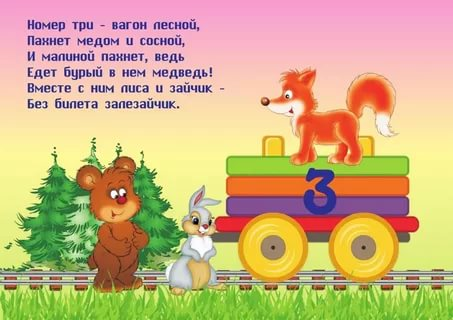 Номер три - вагон лесной,
Пахнет медом и сосной,
И малиной пахнет, ведь
Едет бурый в нем медведь!
Вместе с ним лиса и зайчик -
Без билета залезайчик.
3